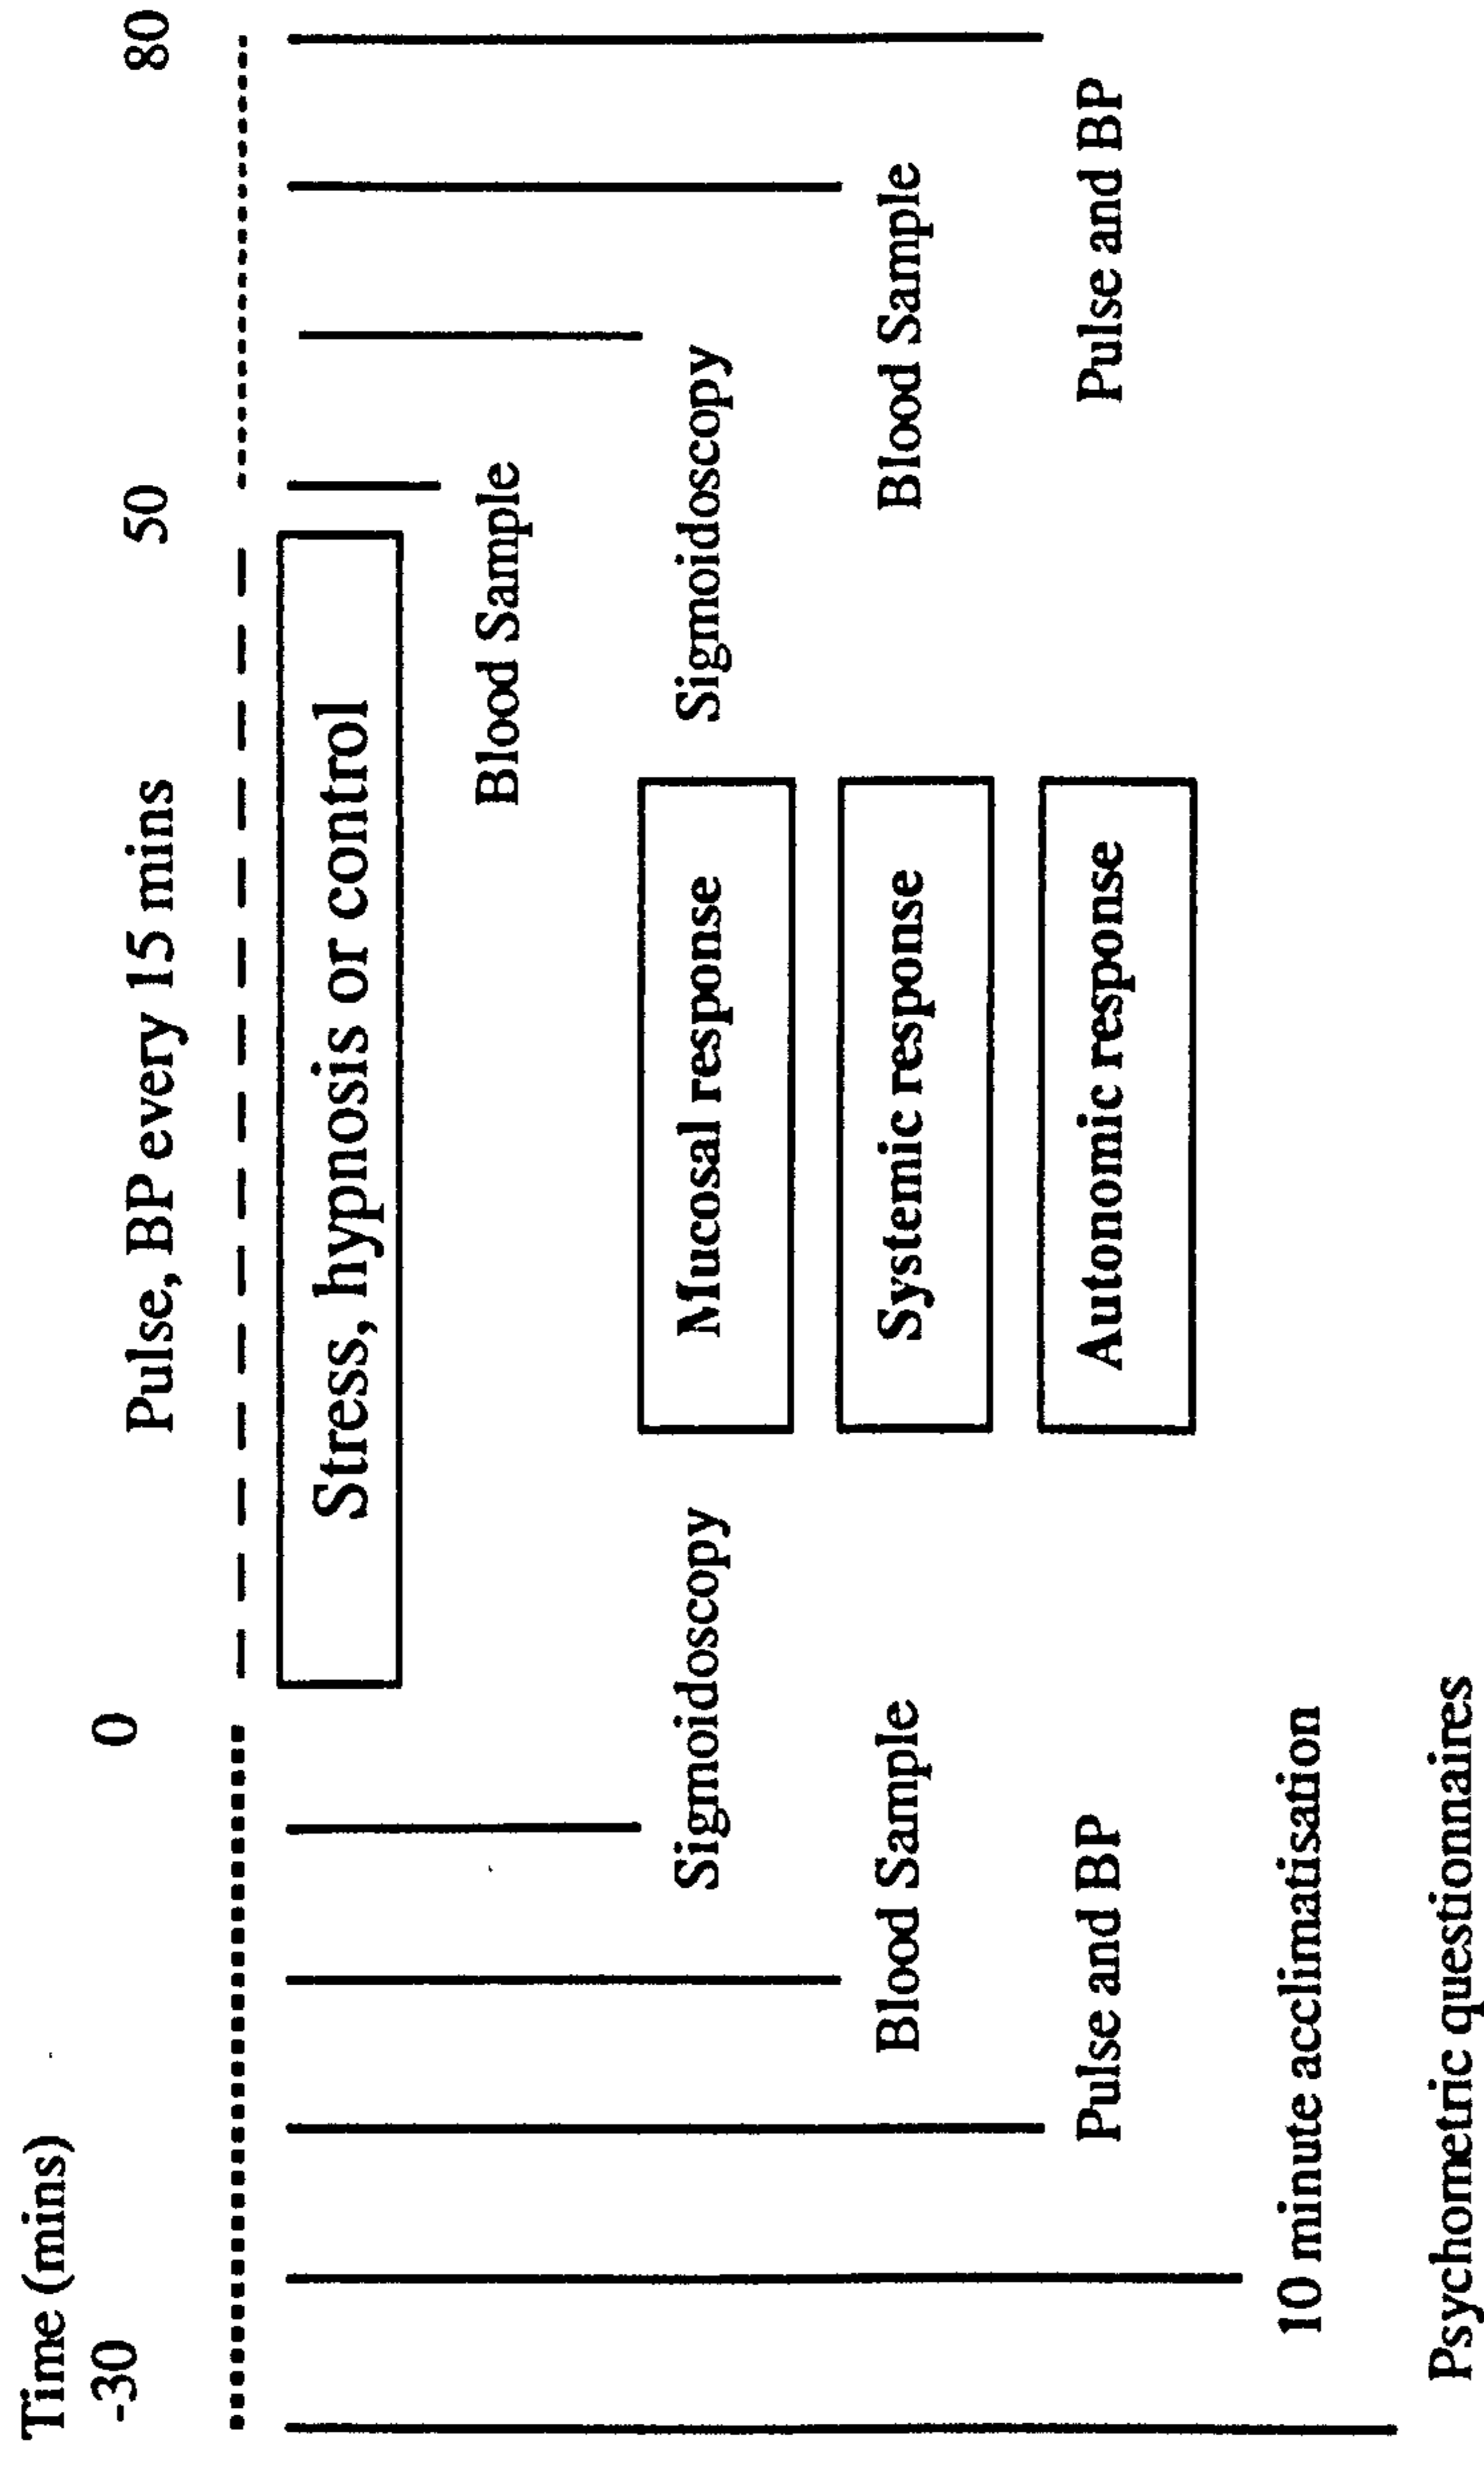 Time (mins)
-30
0
Pulse, BP every 15 mins
50
80
Stress, hypnosis or control
Blood Sample
Sigmoidoscopy
Mucosal response
Sigmoidoscopy
Blood Sample
Systemic response
Blood Sample
Pulse and BP
Autonomic response
Pulse and BP
10 minute acclimatisation
Psychometric questionnaires